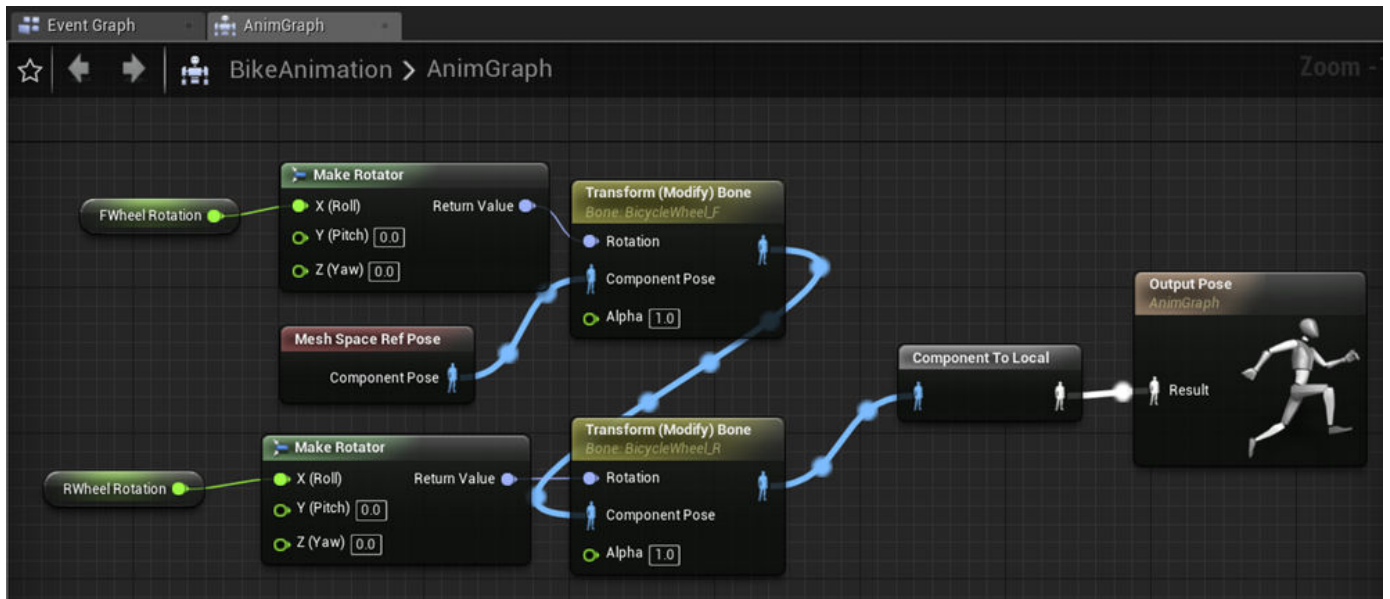 Event Graph
AnimGraph
BikeAnimation > AnimGraph
Zoom -
Make Rotator
FWheel Rotation
X (Roll)
Return Value
Y (Pitch) 0.0
Z (Yaw) 0.0
Transform (Modify) Bone
Bone: BicycleWheel_F
Rotation
Component Pose
Alpha 1.0
Mesh Space Ref Pose
Component Pose
Output Pose
AnimGraph
Result
Component To Local
Make Rotator
RWheel Rotation
X (Roll)
Return Value
Y (Pitch) 0.0
Z (Yaw) 0.0
Transform (Modify) Bone
Bone: BicycleWheel_R
Rotation
Component Pose
Alpha 1.0